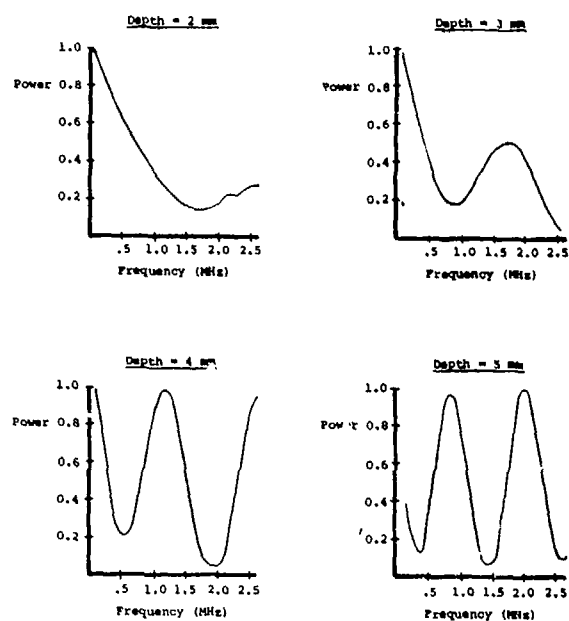 Depth = 2 mm
1.0
Power 0.8
0.6
0.4
0.2
.5 1.0 1.5 2.0 2.5
Frequency (MHz)
Depth = 3 mm
1.0
Power 0.8
0.6
0.4
0.2
.5 1.0 1.5 2.0 2.5
Frequency (MHz)
Depth = 4 mm
1.0
Power 0.8
0.6
0.4
0.2
.5 1.0 1.5 2.0 2.5
Frequency (MHz)
Depth = 5 mm
1.0
0.8
0.6
0.4
0.2
.5 1.0 1.5 2.0 2.5
Frequency (MHz)